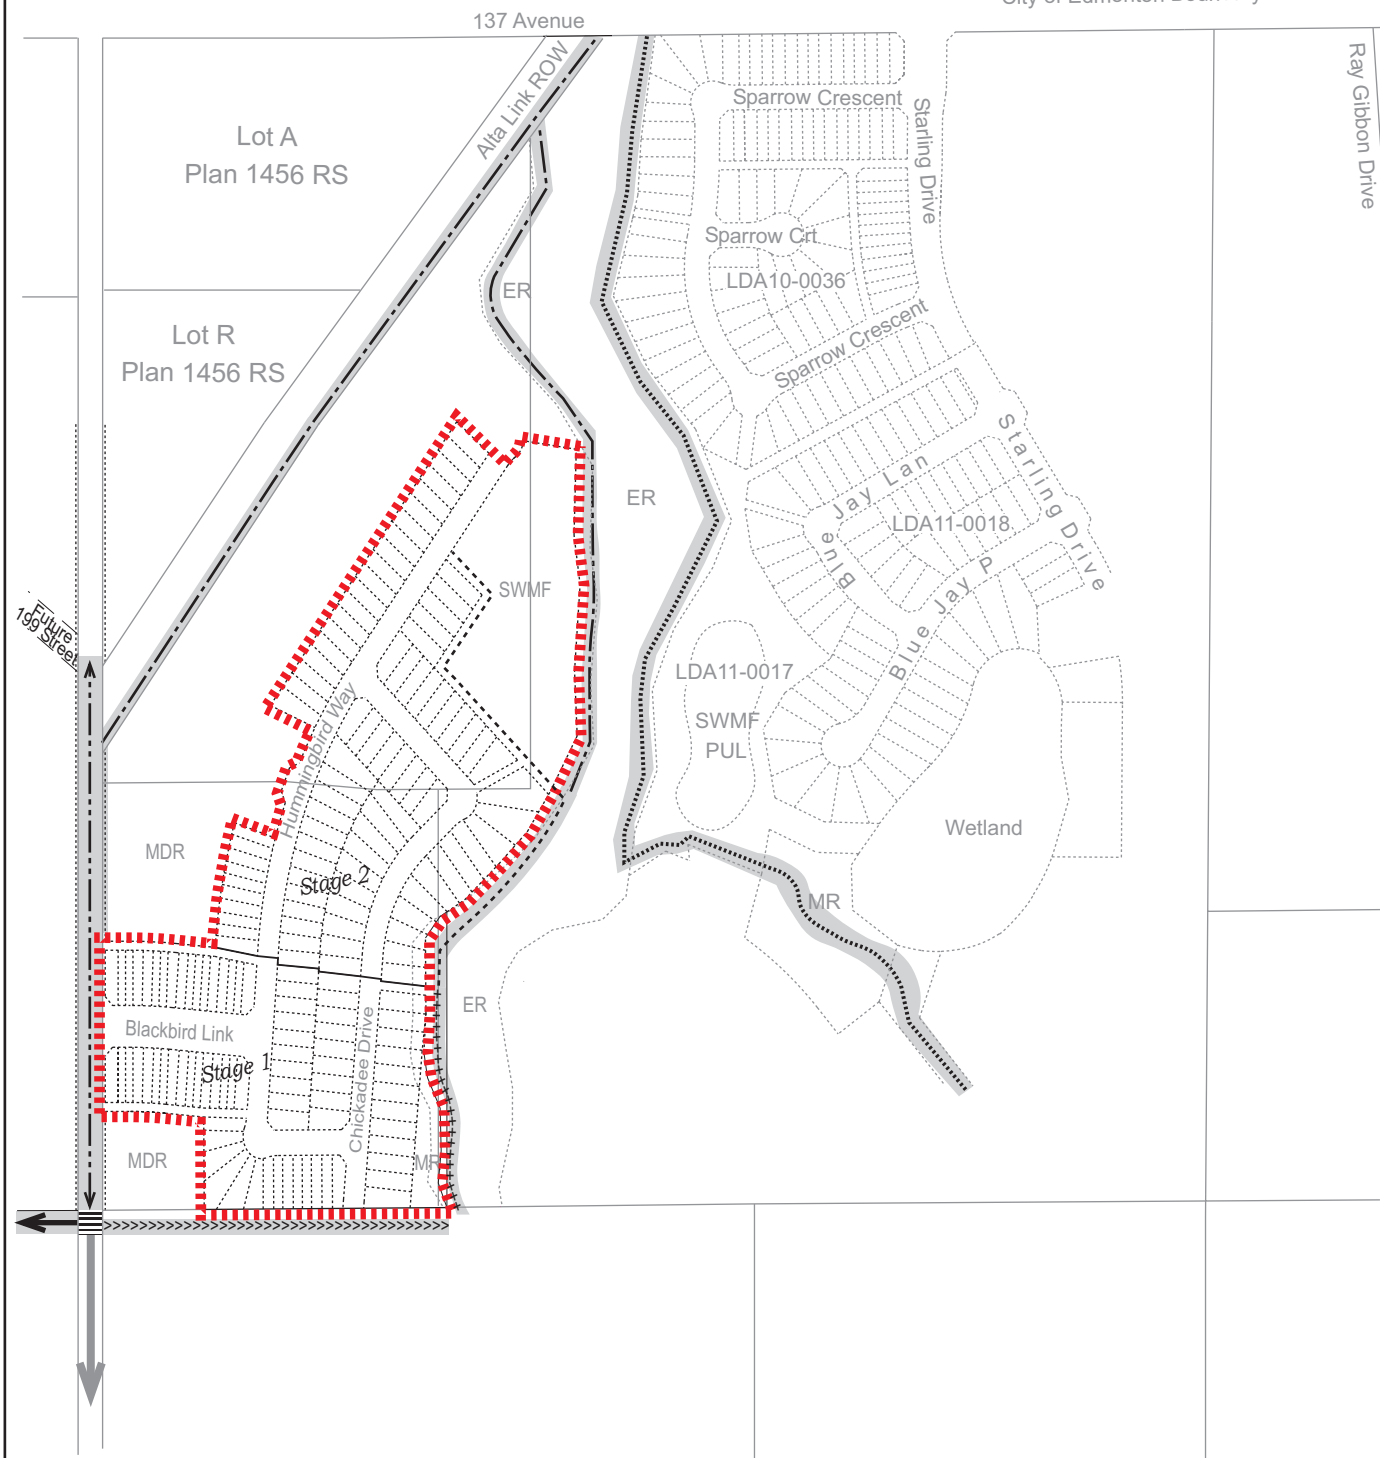 137 Avenue
Alta Link ROW
Lot A
Plan 1456 RS
Lot R
Plan 1456 RS
Sparrow Crescent
Starling Drive
Ray Gibbon Drive
Sparrow Crt
LDA10-0036
Sparrow Crescent
ER
ER
Blue Jay Lan
Starling Drive
LDA11-0018
Blue Jay P
SWMF
Future
199 Street
LDA11-0017
SWMF
PUL
Hummingbird Way
Wetland
MDR
Stage 2
MR
ER
Blackbird Link
Stage 1
Chickadee Drive
MDR
MR